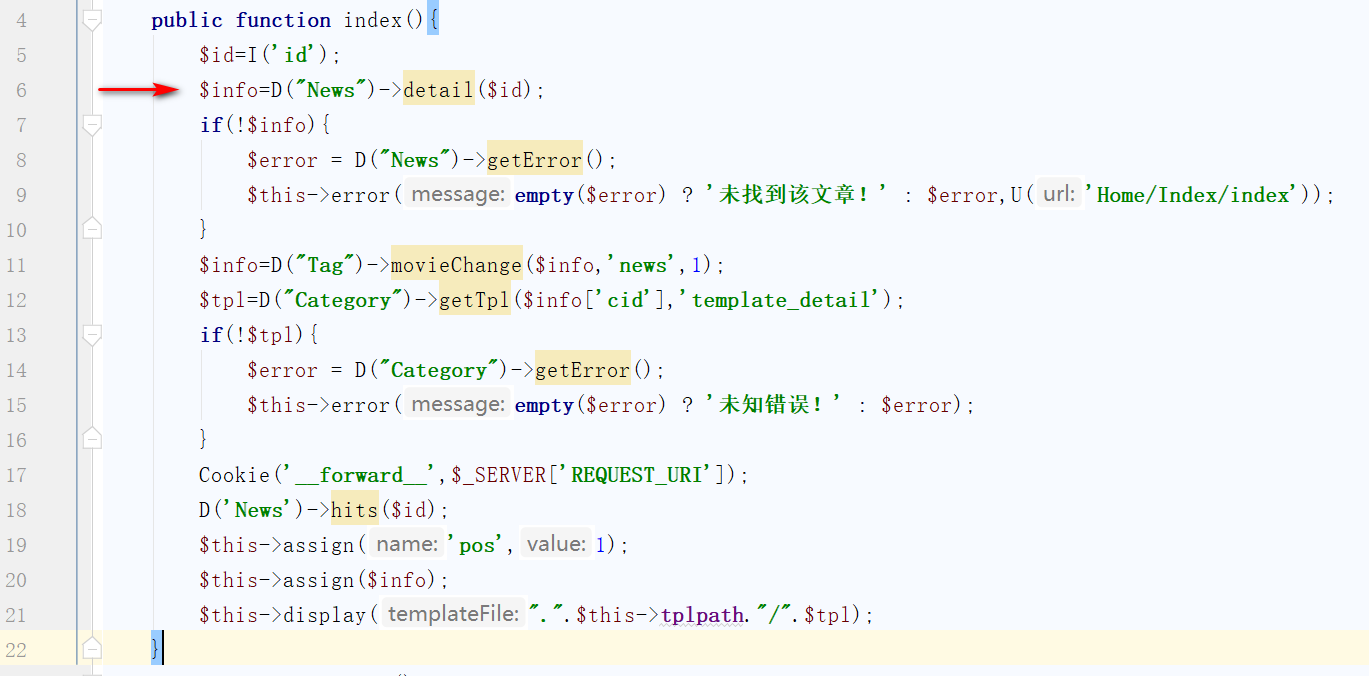 4 public function index(){
5 $id=I('id');
6 $info=D("News")->detail($id);
7 if(!$info){
8 $error = D("News")->getError();
9 $this->error( message: empty($error) ? '未找到该文章！' : $error,U( url: 'Home/Index/index'));
10 }
11 $info=D("Tag")->movieChange($info,'news',1);
12 $tpl=D("Category")->getTpl($info['cid'],'template_detail');
13 if(!$tpl){
14 $error = D("Category")->getError();
15 $this->error( message: empty($error) ? '未知错误！' : $error);
16 }
17 Cookie('__forward__',$_SERVER['REQUEST_URI']);
18 D('News')->hits($id);
19 $this->assign( name: 'pos', value: 1);
20 $this->assign($info);
21 $this->display( templateFile: ".".$this->tplpath."/".$tpl);
22 }